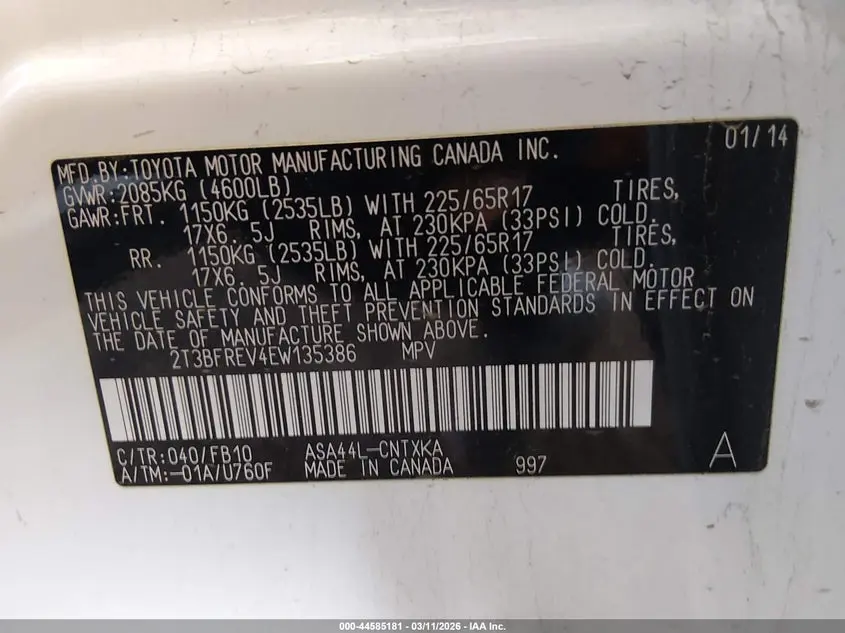 01/14
MFD.BY:TOYOTA MOTOR MANUFACTURING CANADA INC.
GVWR:2085KG (4600LB)
GAWR:FRT. 1150KG (2535LB) WITH 225/65R17 TIRES,
17X6. 5J RIMS, AT 230KPA (33PSI) COLD.
RR. 1150KG (2535LB) WITH 225/65R17 TIRES,
17X6. 5J RIMS, AT 230KPA (33PSI) COLD.
THIS VEHICLE CONFORMS TO ALL APPLICABLE FEDERAL MOTOR
VEHICLE SAFETY AND THEFT PREVENTION STANDARDS IN EFFECT ON
THE DATE OF MANUFACTURE SHOWN ABOVE.
2T3BFREV4EW135386 MPV
C/TR:040/FB10 ASA44L-CNTXKA
A/TM:-01A/U760F MADE IN CANADA 997 A
000-44585181 - 03/11/2026 - IAA Inc.